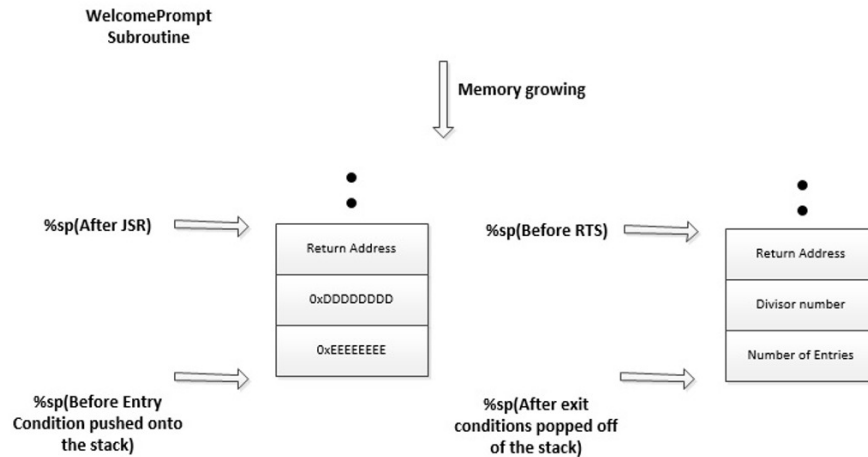 WelcomePrompt
Subroutine
Memory growing
%sp(After JSR)
Return Address
0xDDDDDDDD
0xEEEEEEEE
%sp(Before Entry
Condition pushed onto
the stack)
%sp(Before RTS)
Return Address
Divisor number
Number of Entries
%sp(After exit
conditions popped off
of the stack)